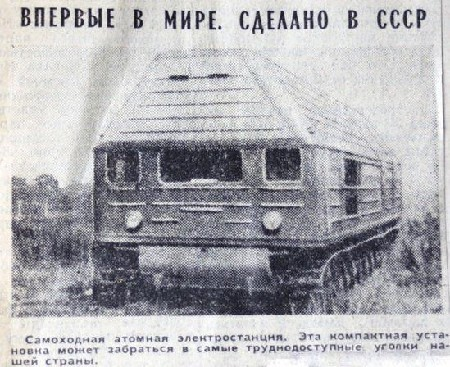 ВПЕРВЫЕ В МИРЕ. СДЕЛАНО В СССР
Самоходная атомная электростанция. Эта компактная уста-
новка может забраться в самые труднодоступные уголки на-
шей страны.